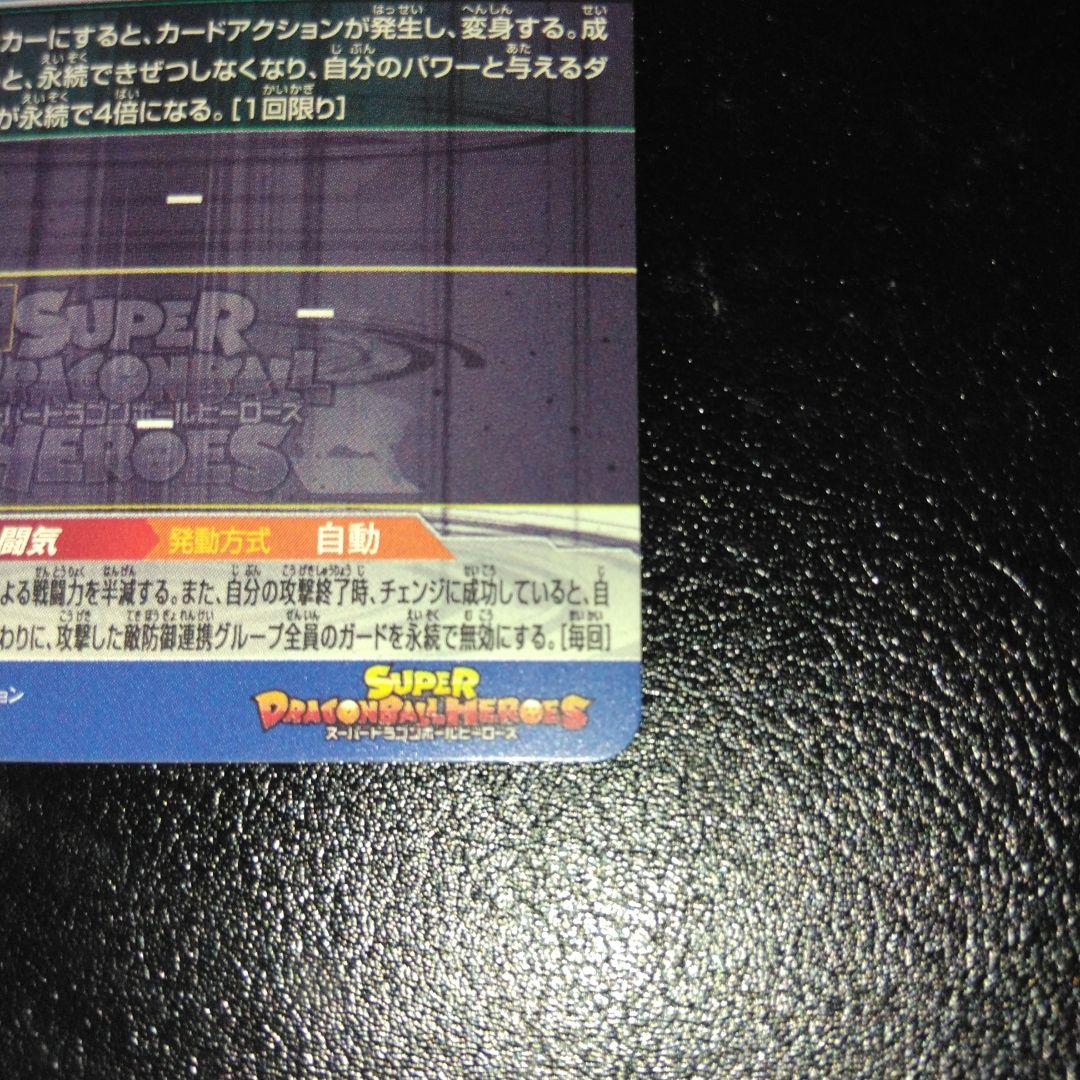 カーにすると、カードアクションが発生し、変身する。成
と、永続できぜつしなくなり、自分のパワーと与えるダ
が永続で4倍になる。[1回限り]
SUPER
DRAGON BALL
スーパードラゴンボールヒーローズ
HEROES
闘気 発動方式 自動
よる戦闘力を半減する。また、自分の攻撃終了時、チェンジに成功していると、自
わりに、攻撃した敵防御連携グループ全員のガードを永続で無効にする。[毎回]
ョン
SUPER
DRAGONBALL HEROES
スーパードラゴンボールヒーローズ